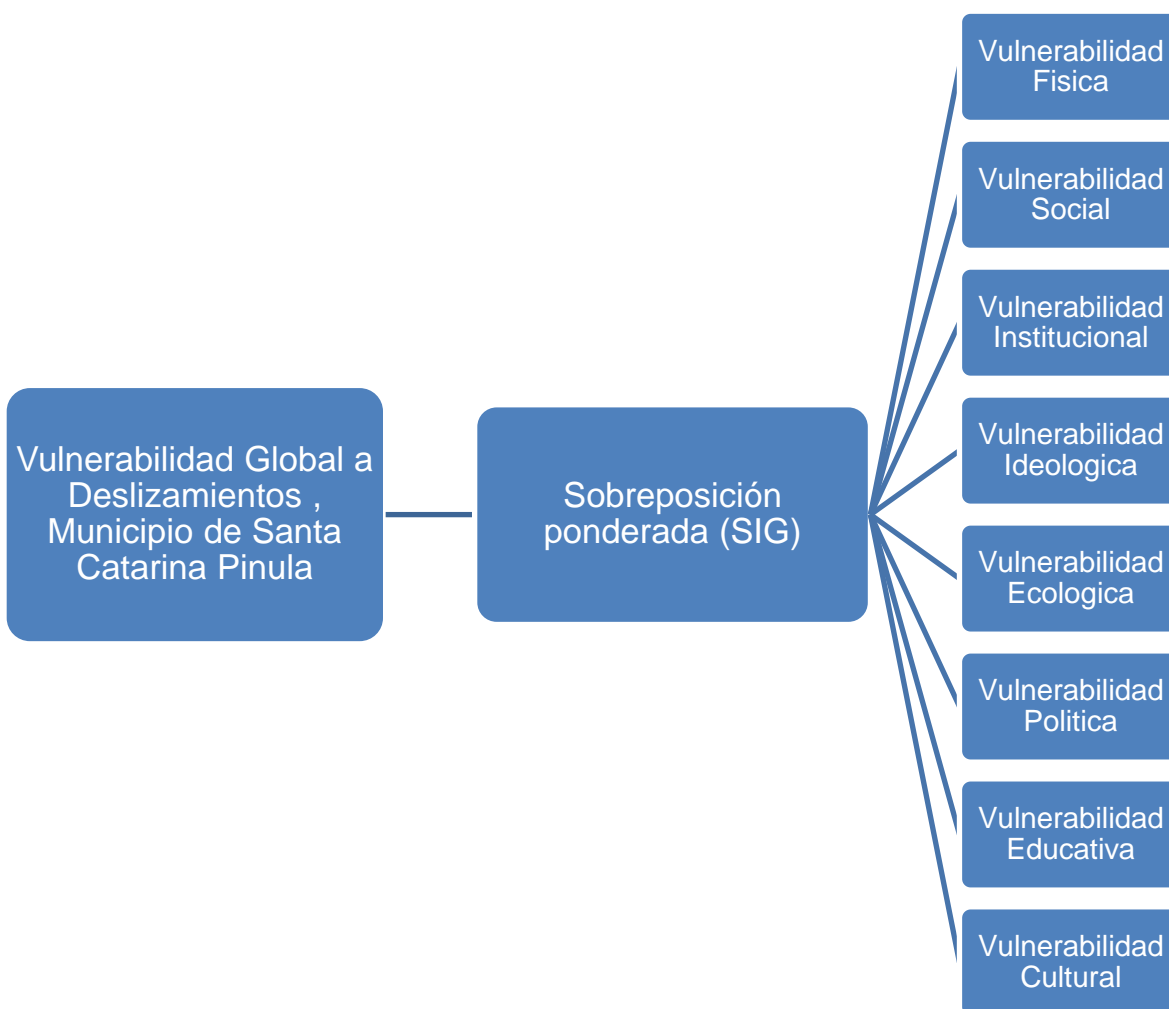 Vulnerabilidad Global a
Deslizamientos ,
Municipio de Santa
Catarina Pinula
Sobreposición
ponderada (SIG)
Vulnerabilidad
Fisica
Vulnerabilidad
Social
Vulnerabilidad
Institucional
Vulnerabilidad
Ideologica
Vulnerabilidad
Ecologica
Vulnerabilidad
Politica
Vulnerabilidad
Educativa
Vulnerabilidad
Cultural